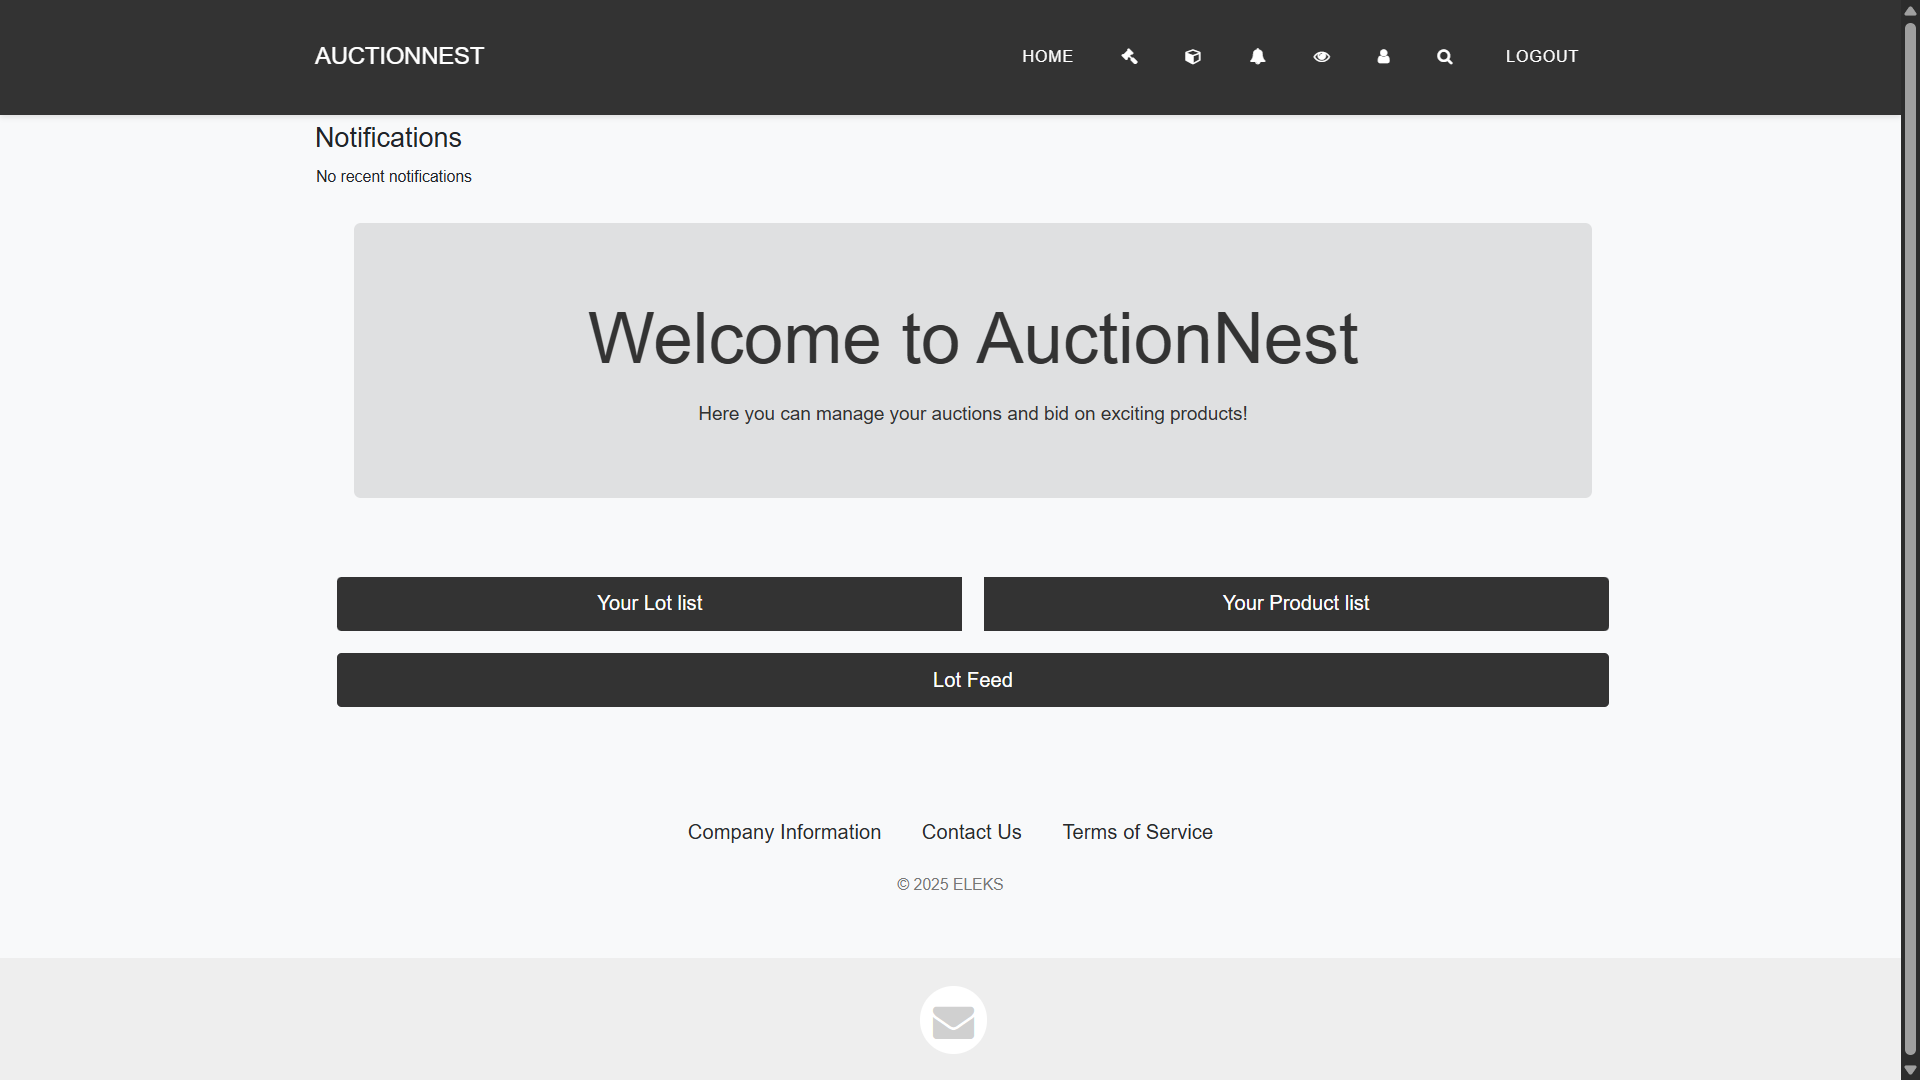 AUCTIONNEST
HOME
LOGOUT
Notifications
No recent notifications
Welcome to AuctionNest
Here you can manage your auctions and bid on exciting products!
Your Lot list
Your Product list
Lot Feed
Company Information
Contact Us
Terms of Service
© 2025 ELEKS